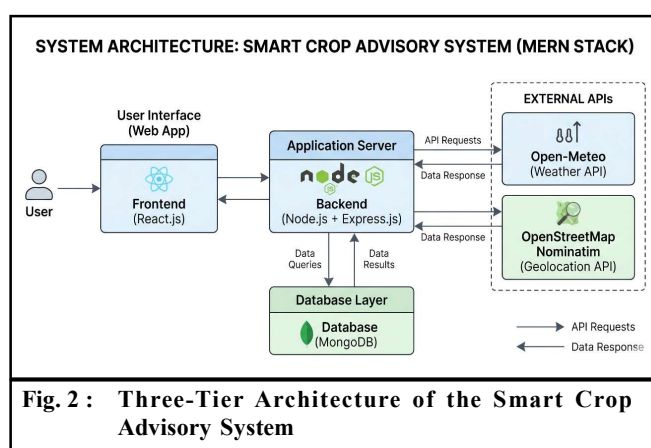 SYSTEM ARCHITECTURE: SMART CROP ADVISORY SYSTEM (MERN STACK)
User Interface
(Web App)
User
Frontend
(React.js)
Application Server
node JS
JS
Backend
(Node.js + Express.js)
Data
Queries
Data
Results
Database Layer
Database
(MongoDB)
API Requests
Data Response
Data Response
EXTERNAL APIs
Open-Meteo
(Weather API)
OpenStreetMap
Nominatim
(Geolocation API)
API Requests
Data Response
Fig. 2 : Three-Tier Architecture of the Smart Crop
Advisory System